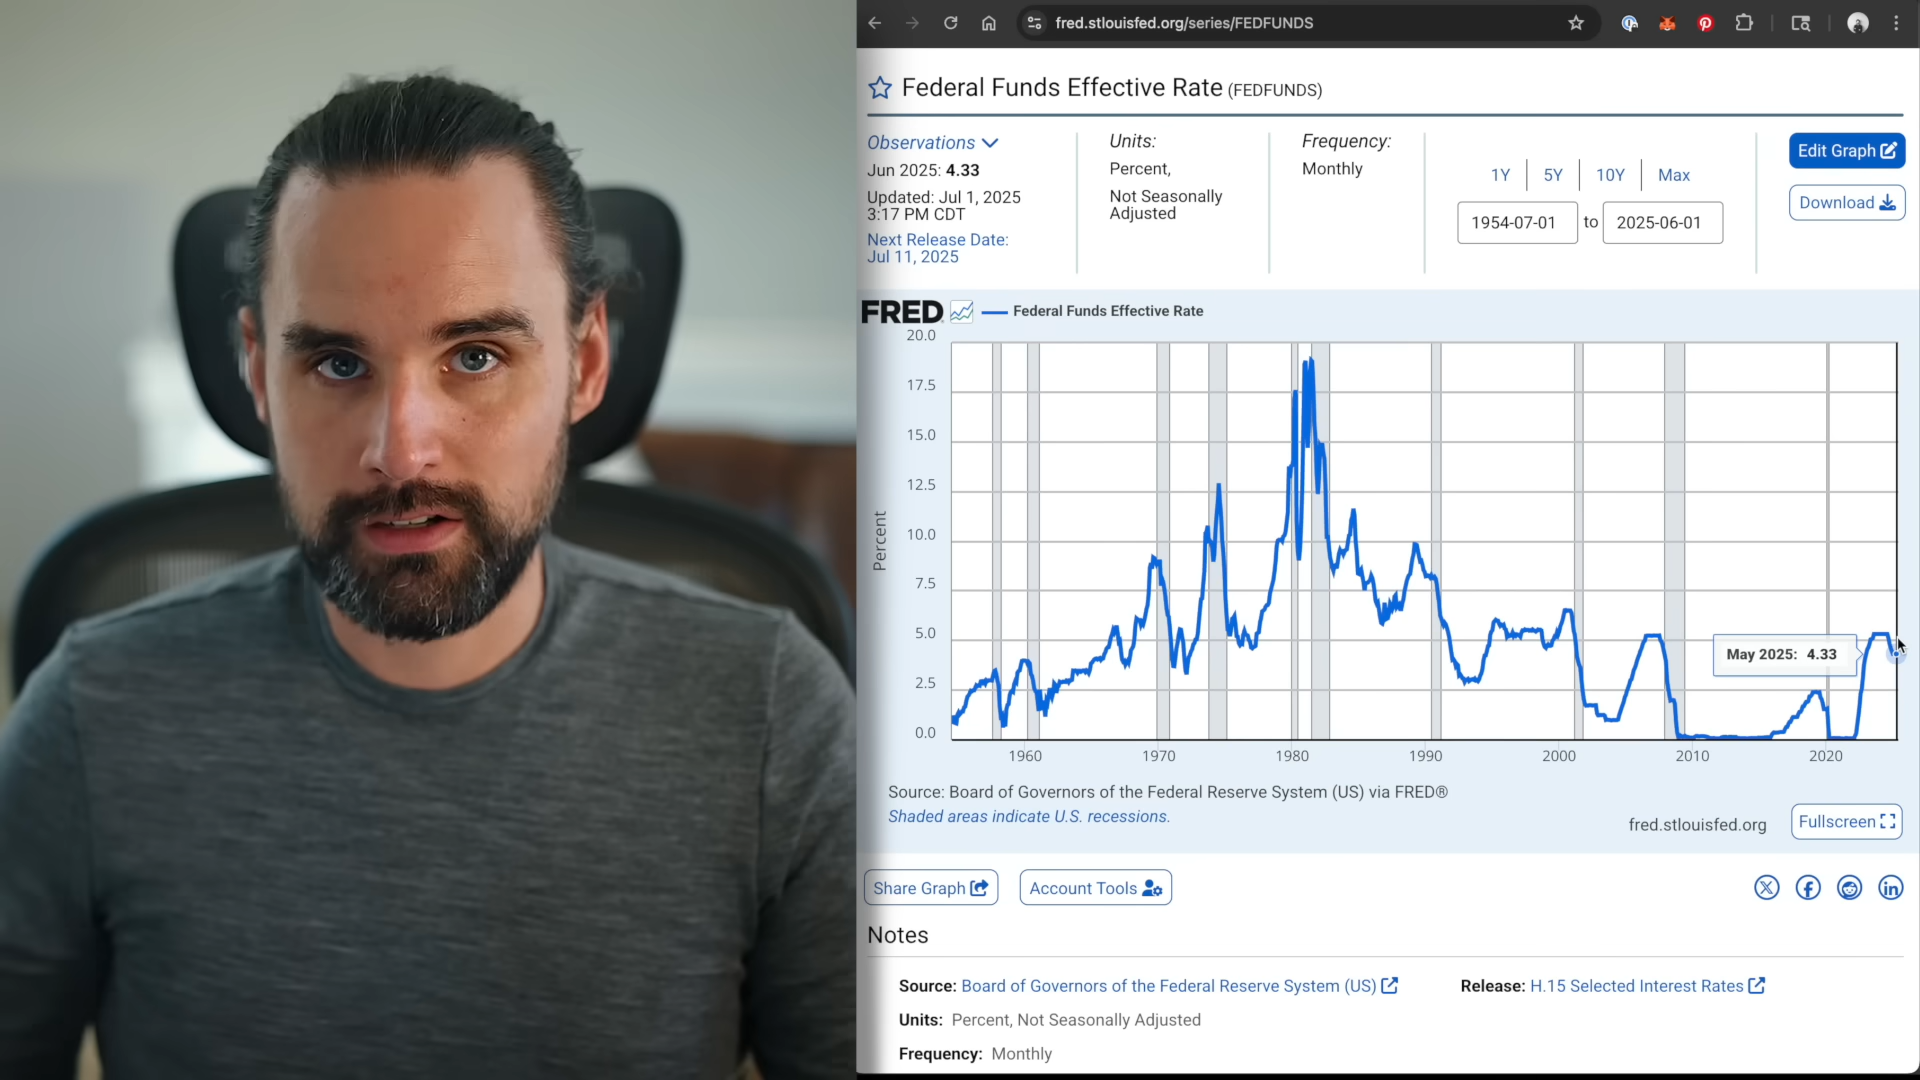 fred.stlouisfed.org/series/FEDFUNDS
Federal Funds Effective Rate (FEDFUNDS)
Observations
Jun 2025: 4.33
Updated: Jul 1, 2025
3:17 PM CDT
Next Release Date:
Jul 11, 2025
Units:
Percent,
Not Seasonally
Adjusted
Frequency:
Monthly
1Y 5Y 10Y Max
1954-07-01 to 2025-06-01
Edit Graph
Download
FRED
Federal Funds Effective Rate
20.0
17.5
15.0
12.5
10.0
7.5
5.0
2.5
0.0
Percent
May 2025: 4.33
1960 1970 1980 1990 2000 2010 2020
Source: Board of Governors of the Federal Reserve System (US) via FRED®
Shaded areas indicate U.S. recessions.
fred.stlouisfed.org
Fullscreen
Share Graph
Account Tools
Notes
Source: Board of Governors of the Federal Reserve System (US)
Release: H.15 Selected Interest Rates
Units: Percent, Not Seasonally Adjusted
Frequency: Monthly